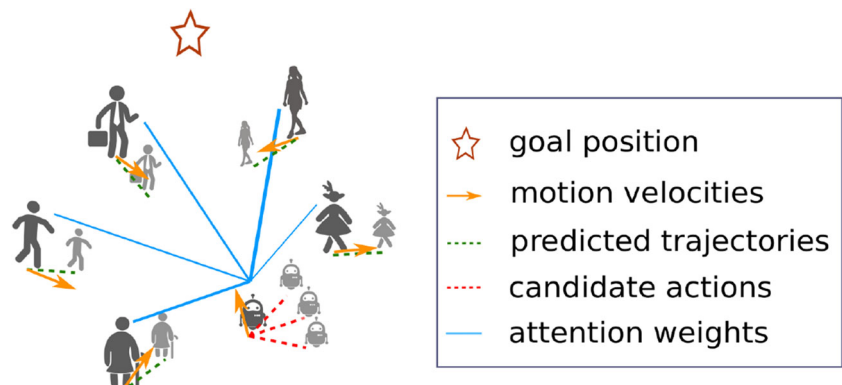 goal position
motion velocities
predicted trajectories
candidate actions
attention weights